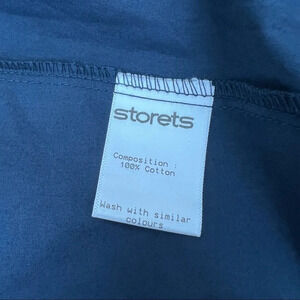 storets
Composition :
100% Cotton
Wash with similar
colours